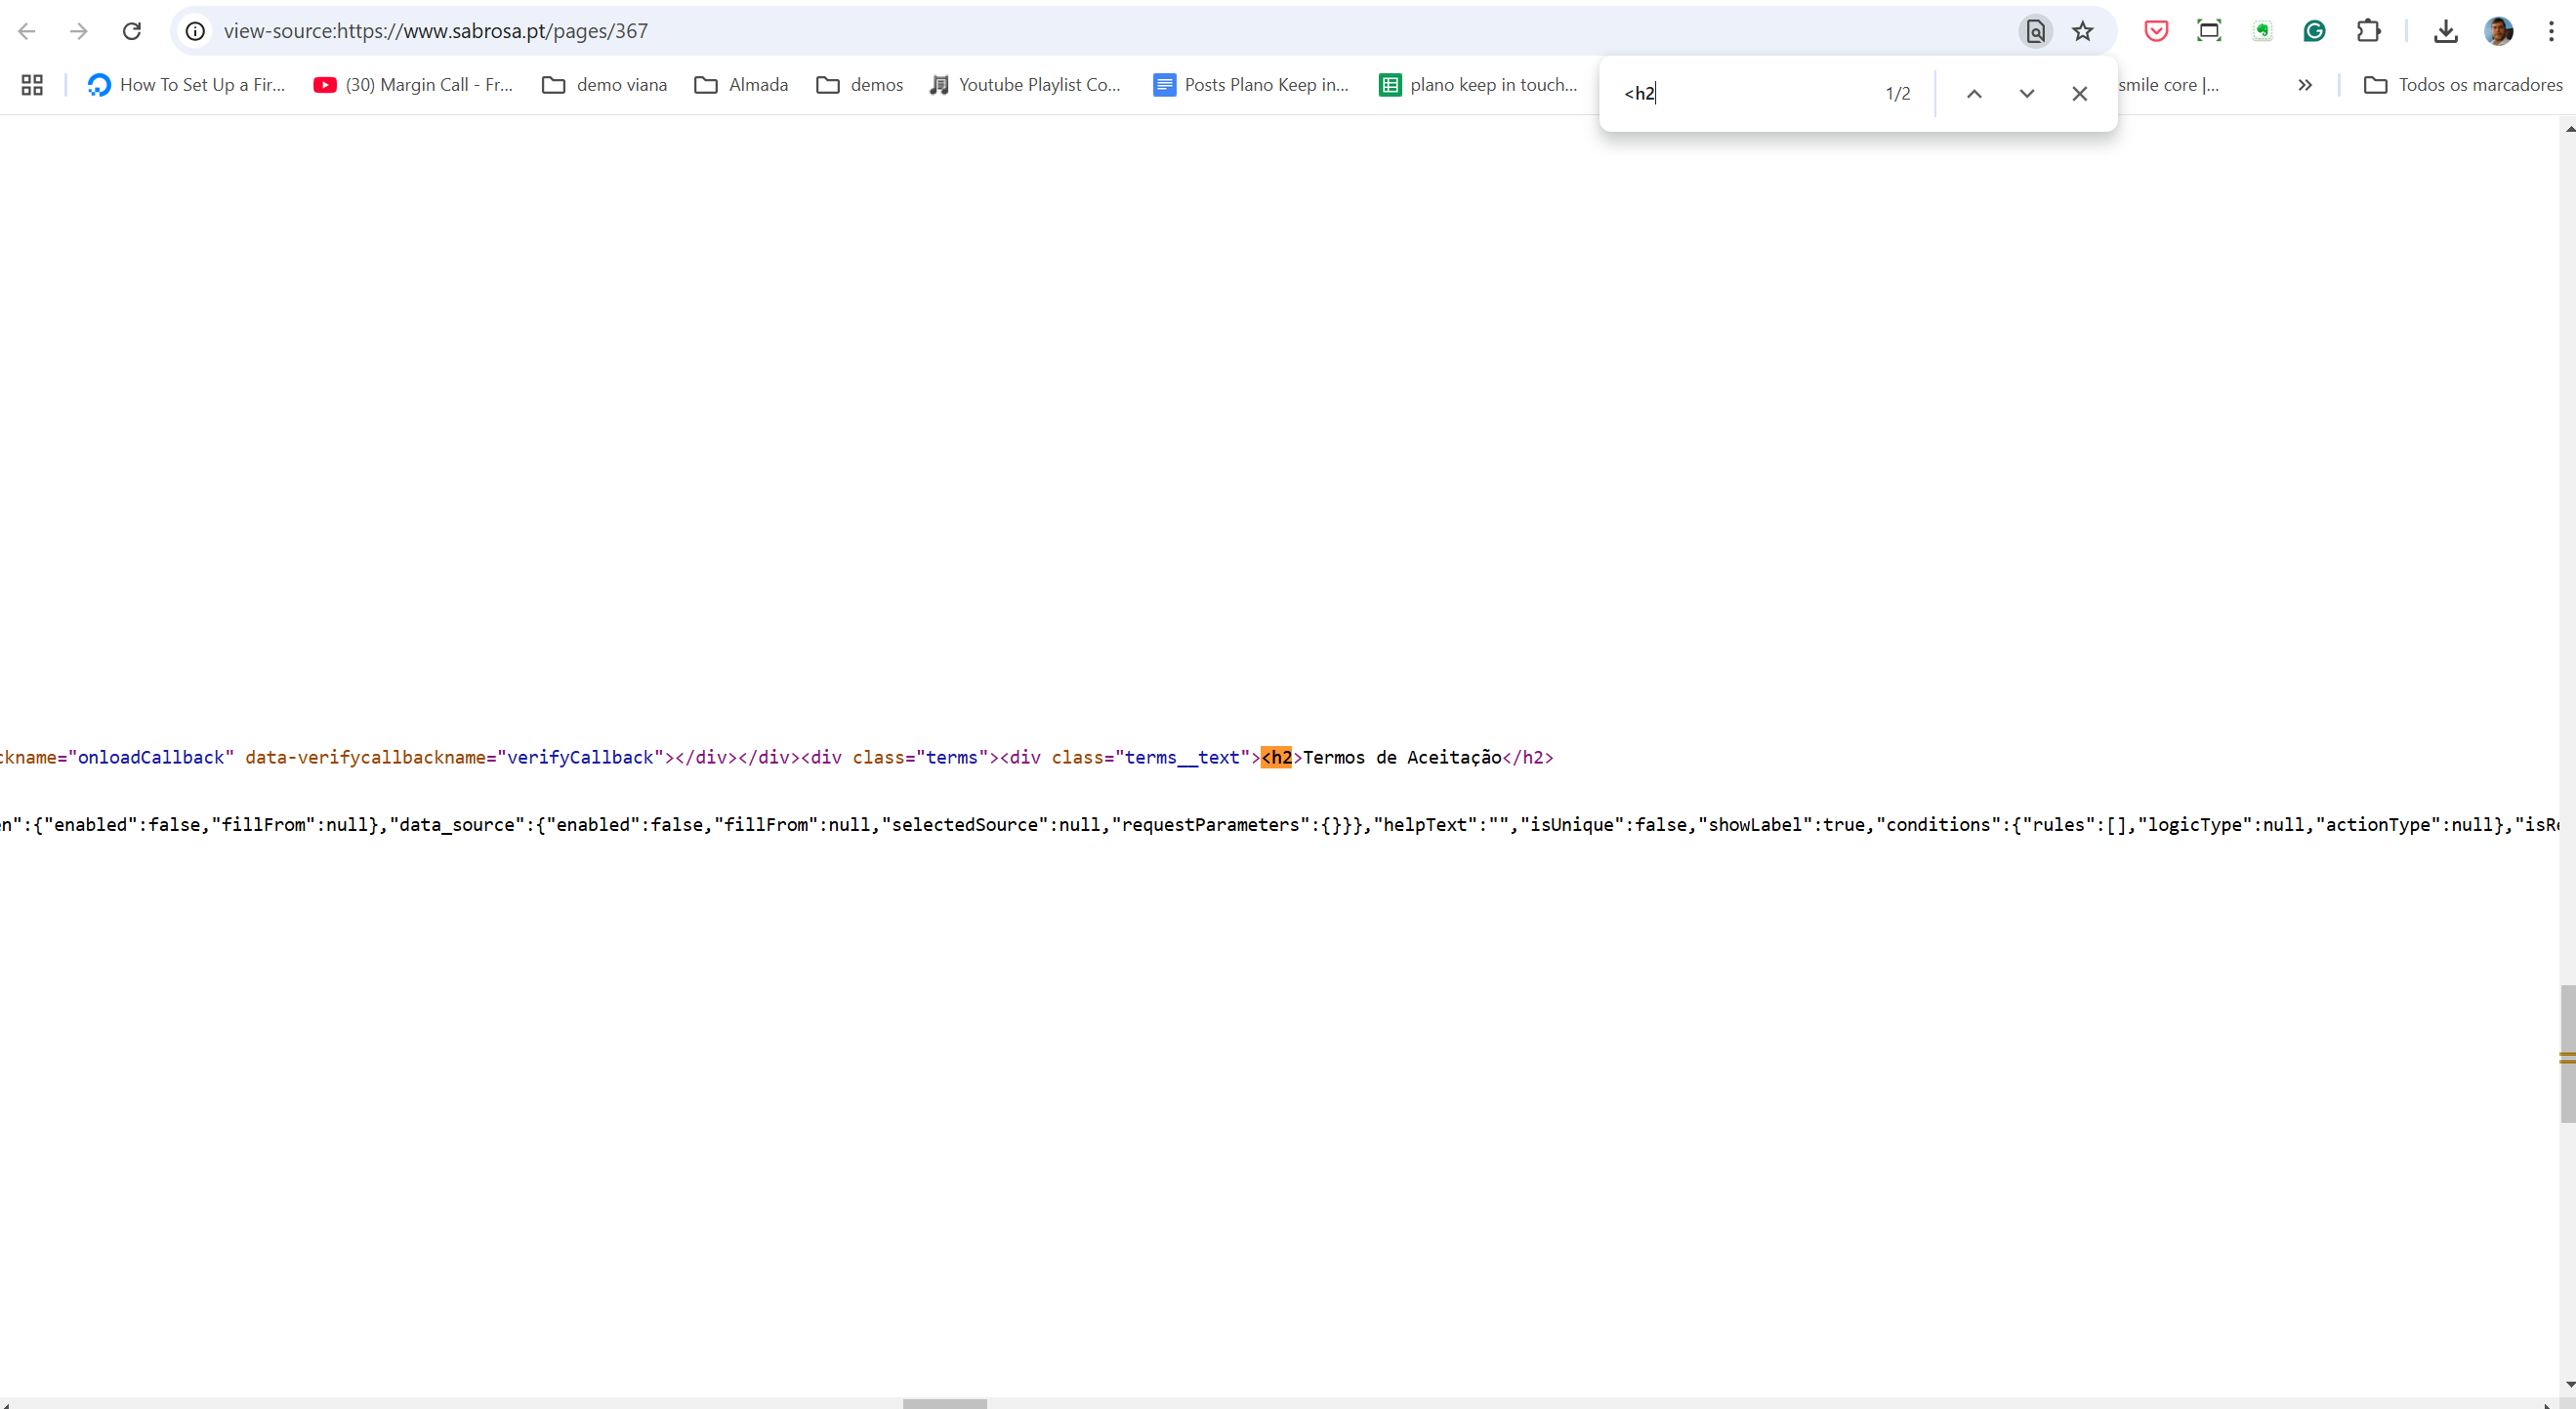 view-source:https://www.sabrosa.pt/pages/367
How To Set Up a Fir... (30) Margin Call - Fr... demo viana Almada demos Youtube Playlist Co... Posts Plano Keep in... plano keep in touch... smile core |... » Todos os marcadores
<h2 1/2
ckname="onloadCallback" data-verifycallbackname="verifyCallback"></div></div><div class="terms"><div class="terms__text"><h2>Termos de Aceitação</h2>
en":{"enabled":false,"fillFrom":null},"data_source":{"enabled":false,"fillFrom":null,"selectedSource":null,"requestParameters":{}}},"helpText":"","isUnique":false,"showLabel":true,"conditions":{"rules":[],"logicType":null,"actionType":null},"isRe